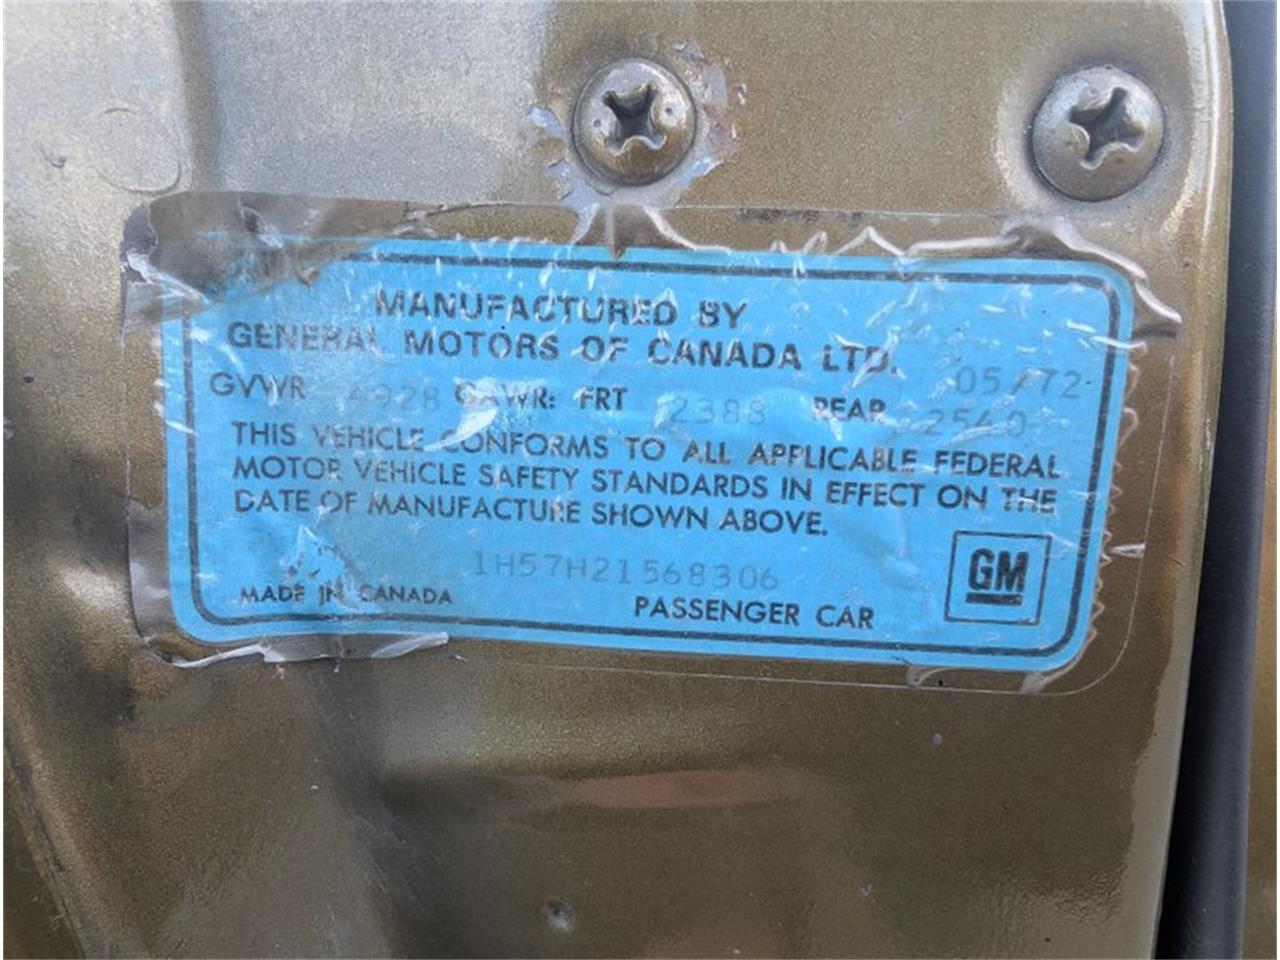 MANUFACTURED BY
GENERAL MOTORS OF CANADA LTD. 05/72
GVWR 4928 GAWR: FRT 2388 REAR 2540
THIS VEHICLE CONFORMS TO ALL APPLICABLE FEDERAL
MOTOR VEHICLE SAFETY STANDARDS IN EFFECT ON THE
DATE OF MANUFACTURE SHOWN ABOVE.
1H57H21568306
MADE IN CANADA PASSENGER CAR GM